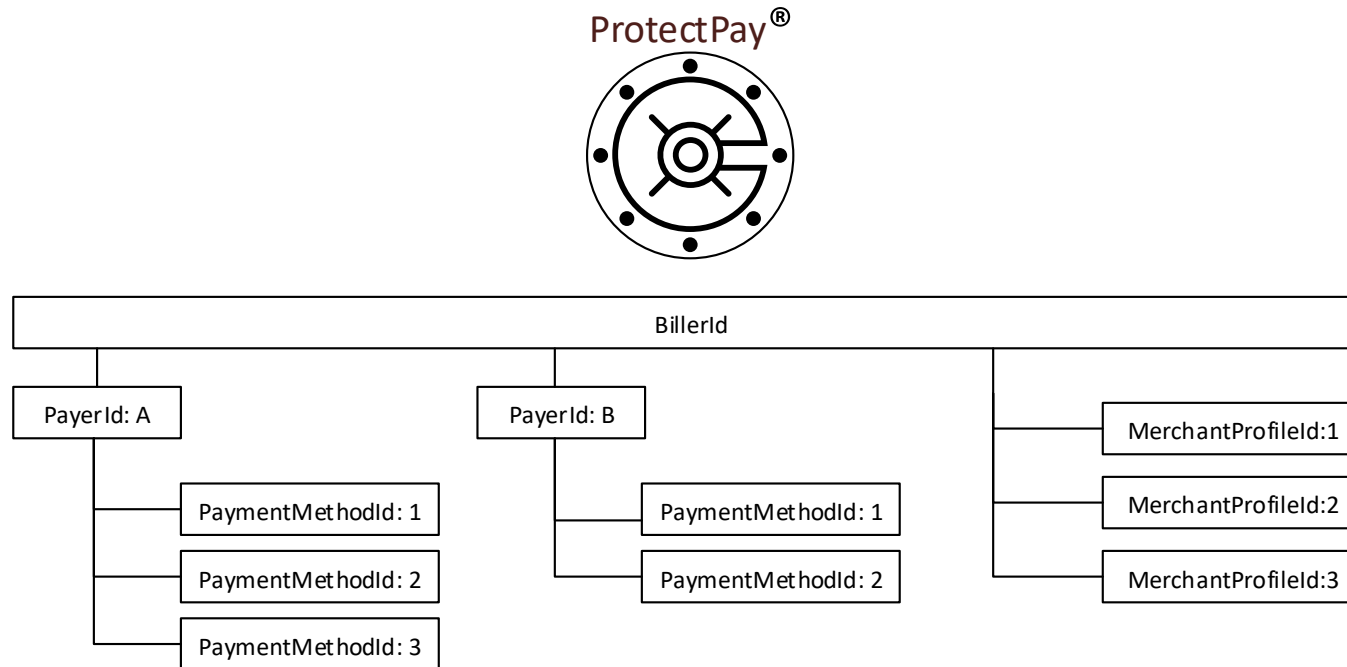 ProtectPay®
BillerId
PayerId: A
PaymentMethodId: 1
PaymentMethodId: 2
PaymentMethodId: 3
PayerId: B
PaymentMethodId: 1
PaymentMethodId: 2
MerchantProfileId:1
MerchantProfileId:2
MerchantProfileId:3